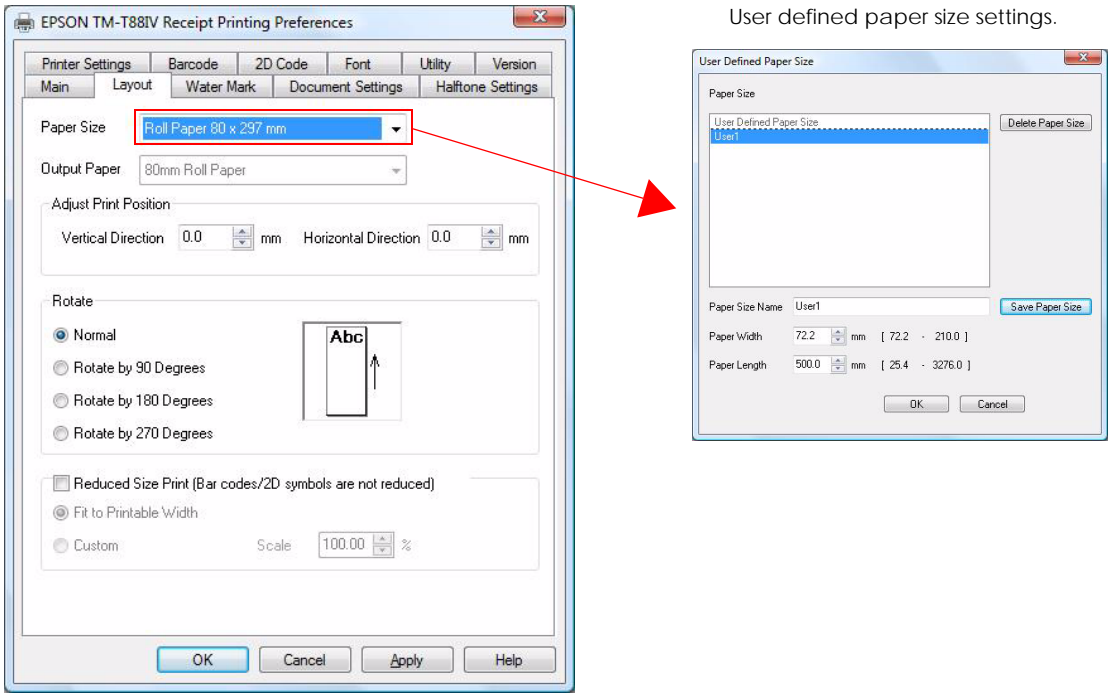 EPSON TM-T88IV Receipt Printing Preferences
Printer Settings Barcode 2D Code Font Utility Version
Main Layout Water Mark Document Settings Halftone Settings
Paper Size Roll Paper 80 x 297 mm
Output Paper 80mm Roll Paper
Adjust Print Position
Vertical Direction 0.0 mm Horizontal Direction 0.0 mm
Rotate
Normal
Rotate by 90 Degrees
Rotate by 180 Degrees
Rotate by 270 Degrees
Abc
Reduced Size Print (Bar codes/2D symbols are not reduced)
Fit to Printable Width
Custom Scale 100.00 %
OK Cancel Apply Help
User defined paper size settings.
User Defined Paper Size
Paper Size
User Defined Paper Size
User1
Delete Paper Size
Paper Size Name User1 Save Paper Size
Paper Width 72.2 mm [ 72.2 - 210.0 ]
Paper Length 500.0 mm [ 25.4 - 3276.0 ]
OK Cancel